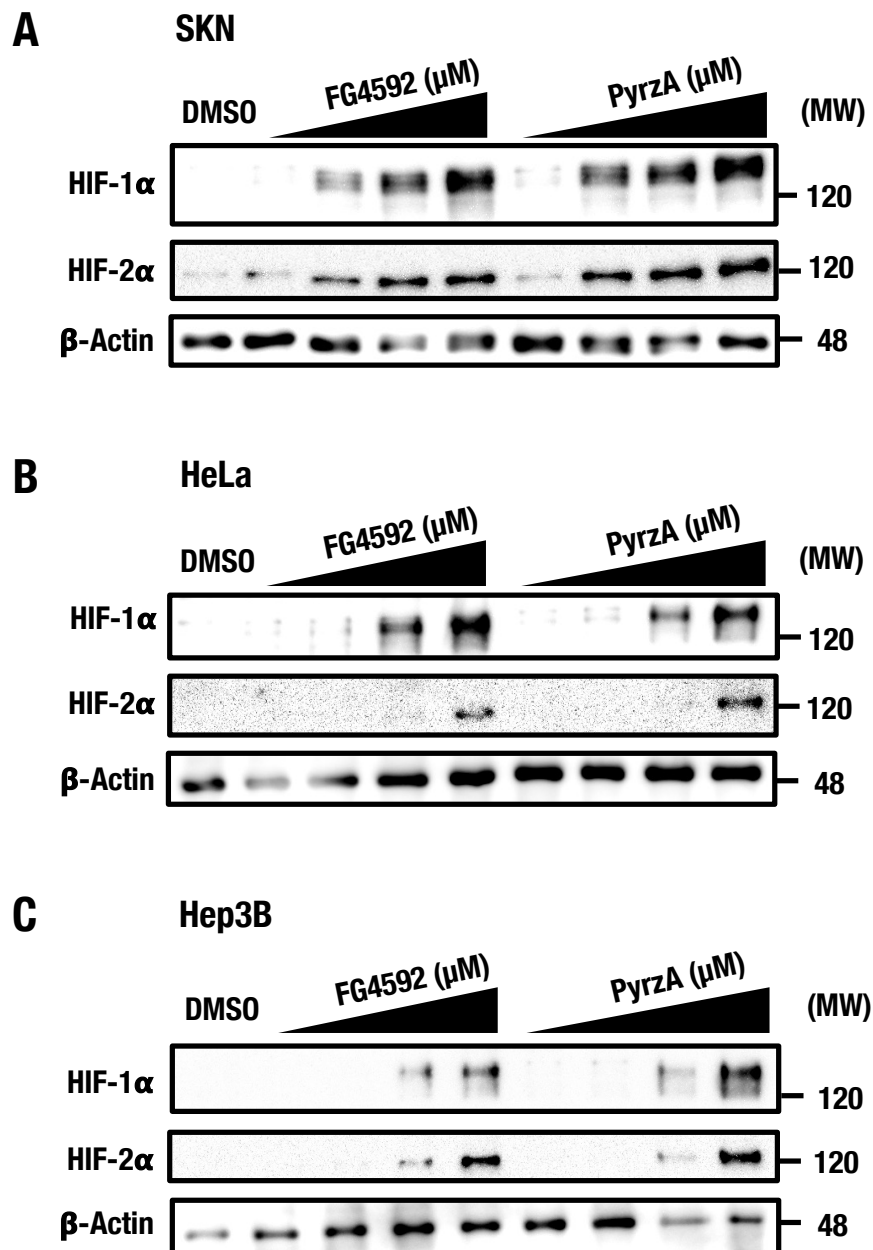 A
SKN
DMSO
FG4592 (μM)
PyrzA (μM)
(MW)
HIF-1α
120
HIF-2α
120
β-Actin
48
B
HeLa
DMSO
FG4592 (μM)
PyrzA (μM)
(MW)
HIF-1α
120
HIF-2α
120
β-Actin
48
C
Hep3B
DMSO
FG4592 (μM)
PyrzA (μM)
(MW)
HIF-1α
120
HIF-2α
120
β-Actin
48